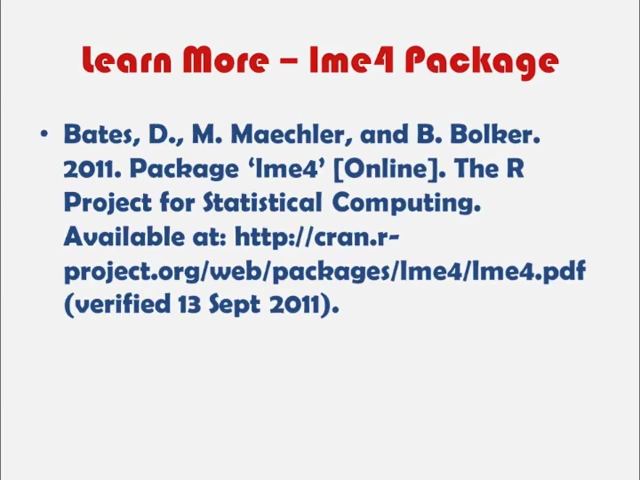 Learn More – lme4 Package
• Bates, D., M. Maechler, and B. Bolker.
2011. Package ‘lme4’ [Online]. The R
Project for Statistical Computing.
Available at: http://cran.r-
project.org/web/packages/lme4/lme4.pdf
(verified 13 Sept 2011).